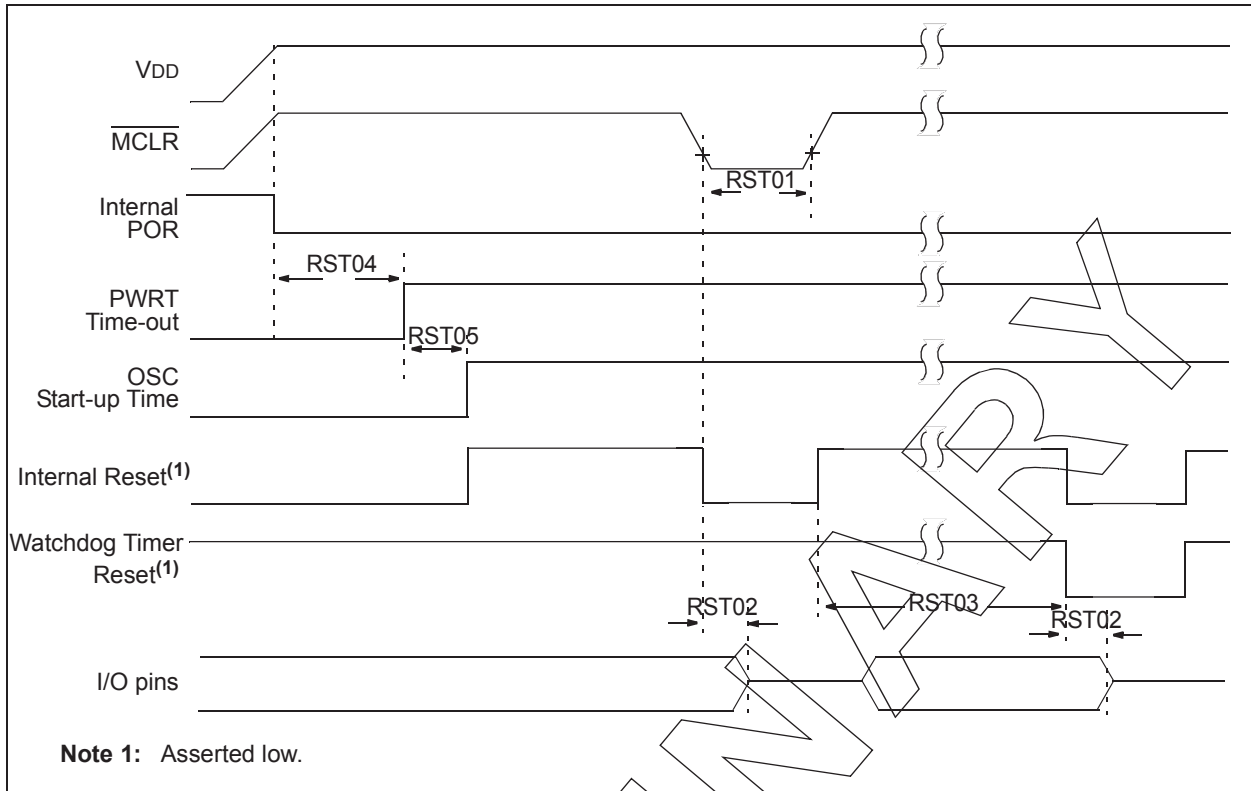 VDD
MCLR
RST01
Internal
POR
RST04
PWRT
Time-out
RST05
OSC
Start-up Time
Internal Reset(1)
Watchdog Timer
Reset(1)
RST02
RST03
RST02
I/O pins
Note 1: Asserted low.
N A R Y